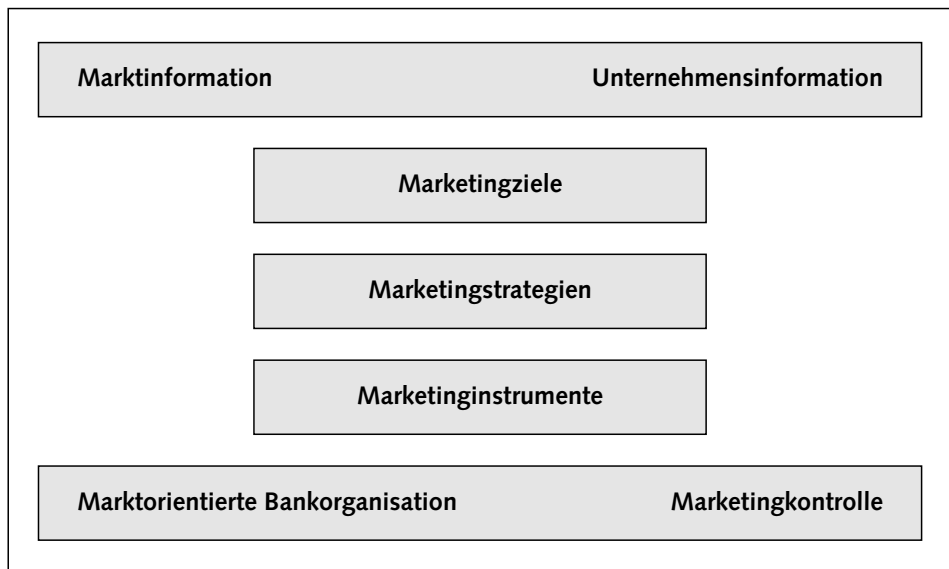 Marktinformation Unternehmensinformation
Marketingziele
Marketingstrategien
Marketinginstrumente
Marktorientierte Bankorganisation Marketingkontrolle